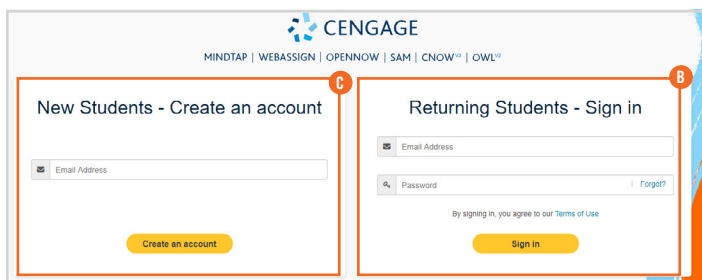 CENGAGE
MINDTAP | WEBASSIGN | OPENNOW | SAM | CNOWv2 | OWLv2
C
New Students - Create an account
Email Address
Create an account
B
Returning Students - Sign in
Email Address
Password | Forgot?
By signing in, you agree to our Terms of Use
Sign in